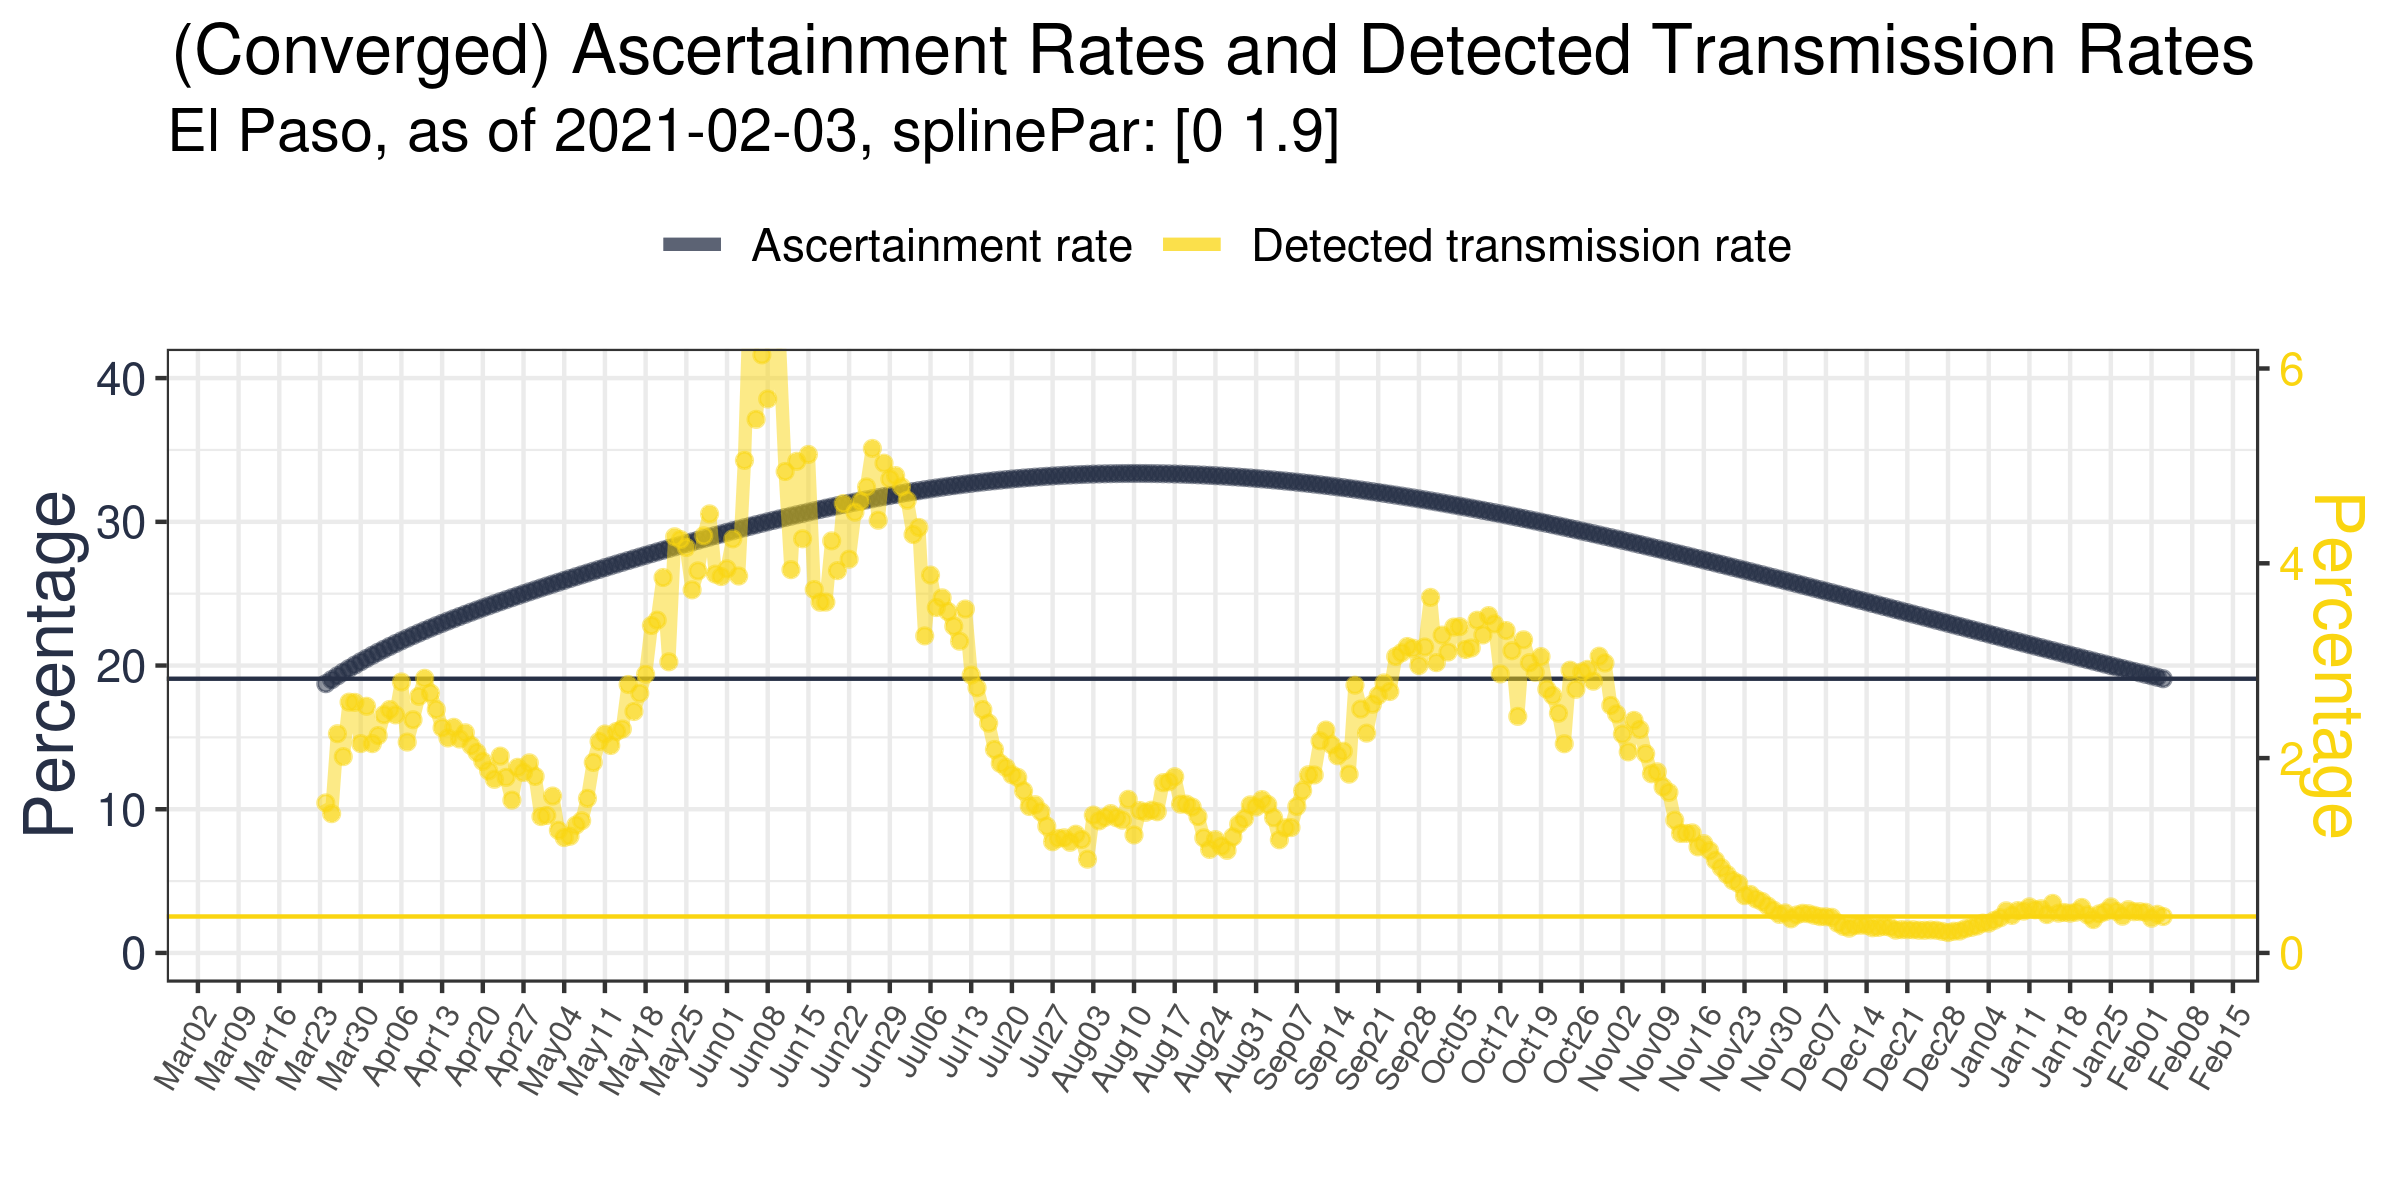 (Converged) Ascertainment Rates and Detected Transmission Rates
El Paso, as of 2021-02-03, splinePar: [0 1.9]
Ascertainment rate Detected transmission rate
Percentage
40
30
20
10
0
6
4
2
0
Percentage
Mar02
Mar09
Mar16
Mar23
Mar30
Apr06
Apr13
Apr20
Apr27
May04
May11
May18
May25
Jun01
Jun08
Jun15
Jun22
Jun29
Jul06
Jul13
Jul20
Jul27
Aug03
Aug10
Aug17
Aug24
Aug31
Sep07
Sep14
Sep21
Sep28
Oct05
Oct12
Oct19
Oct26
Nov02
Nov09
Nov16
Nov23
Nov30
Dec07
Dec14
Dec21
Dec28
Jan04
Jan11
Jan18
Jan25
Feb01
Feb08
Feb15